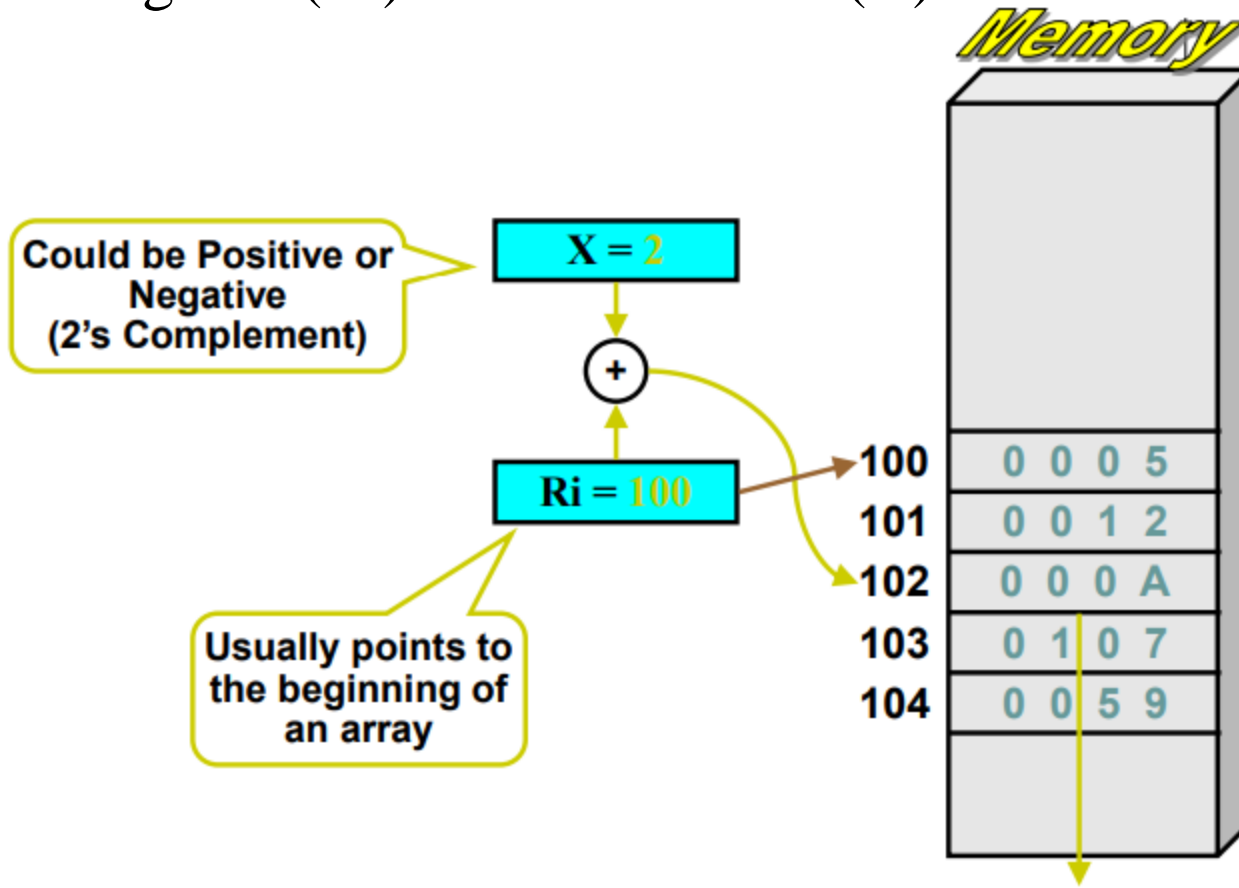 Memory
Could be Positive or
Negative
(2's Complement)
X = 2
+
Ri = 100
Usually points to
the beginning of
an array
100 0 0 0 5
101 0 0 1 2
102 0 0 0 A
103 0 1 0 7
104 0 0 5 9